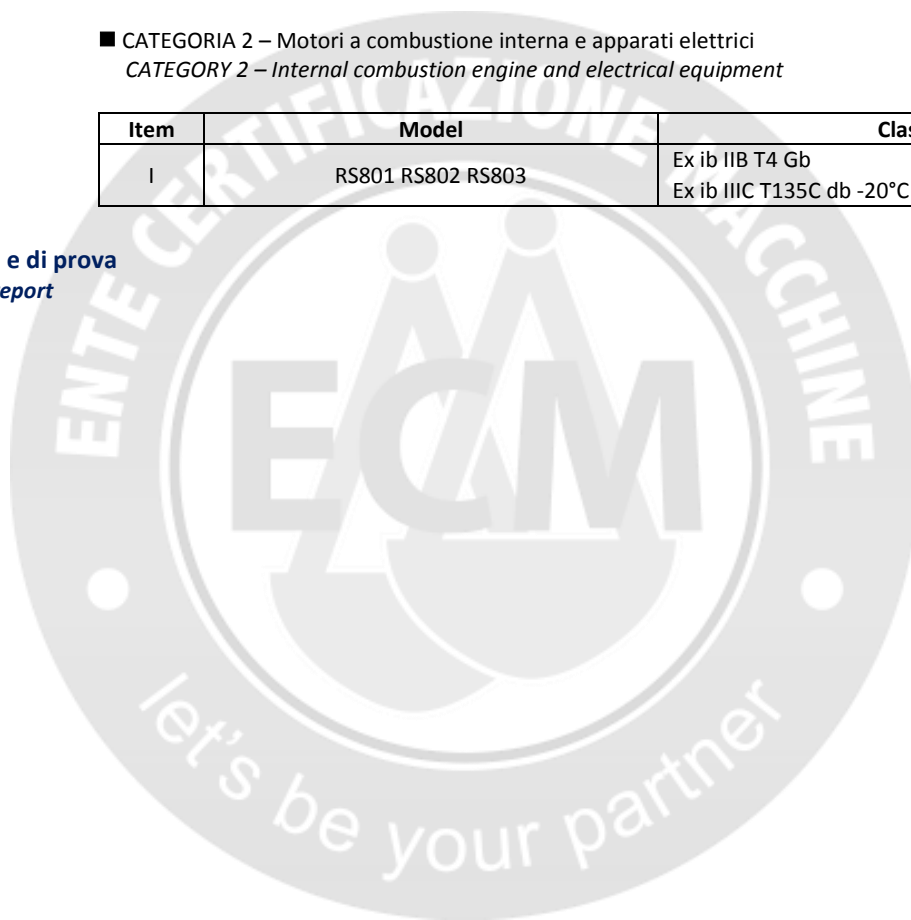 ■ CATEGORIA 2 – Motori a combustione interna e apparati elettrici
CATEGORY 2 – Internal combustion engine and electrical equipment
Item Model
I RS801 RS802 RS803 Ex ib IIB T4 Gb
Ex ib IIIC T135C db -20°C
e di prova
eport
ENTE CERTIFICAZIONE MACCHINE
ECM
let's be your partner